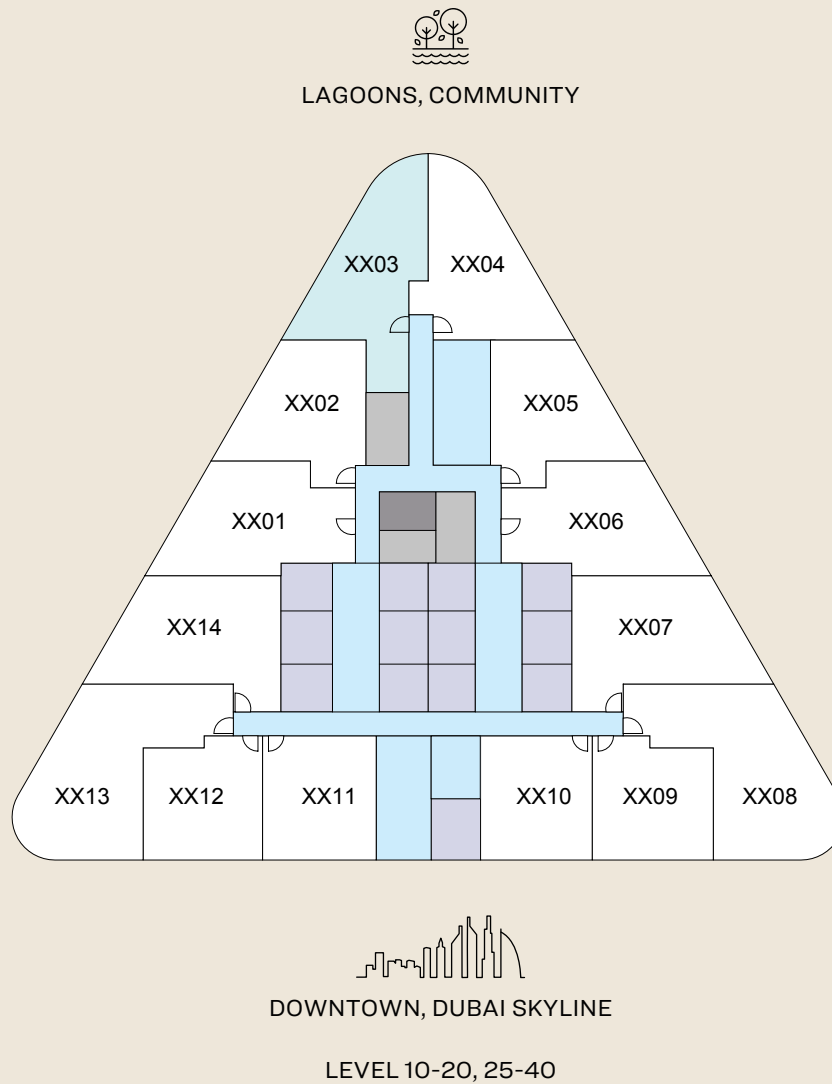 LAGOONS, COMMUNITY
XX03 XX04
XX02 XX05
XX01 XX06
XX14 XX07
XX13 XX12 XX11 XX10 XX09 XX08
DOWNTOWN, DUBAI SKYLINE
LEVEL 10-20, 25-40